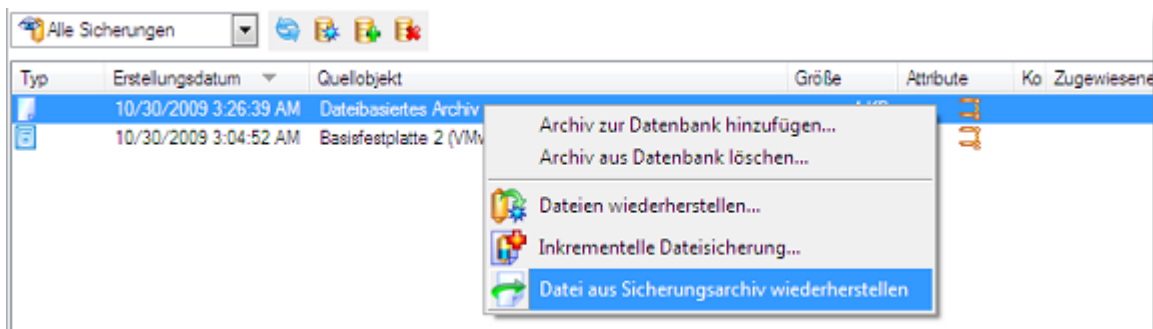 Alle Sicherungen
Typ Erstellungsdatum Quellobjekt Größe Attribute Ko Zugewiesene
10/30/2009 3:26:39 AM Dateibasiertes Archiv
10/30/2009 3:04:52 AM Basisfestplatte 2 (VMw
Archiv zur Datenbank hinzufügen...
Archiv aus Datenbank löschen...
Dateien wiederherstellen...
Inkrementelle Dateisicherung...
Datei aus Sicherungsarchiv wiederherstellen